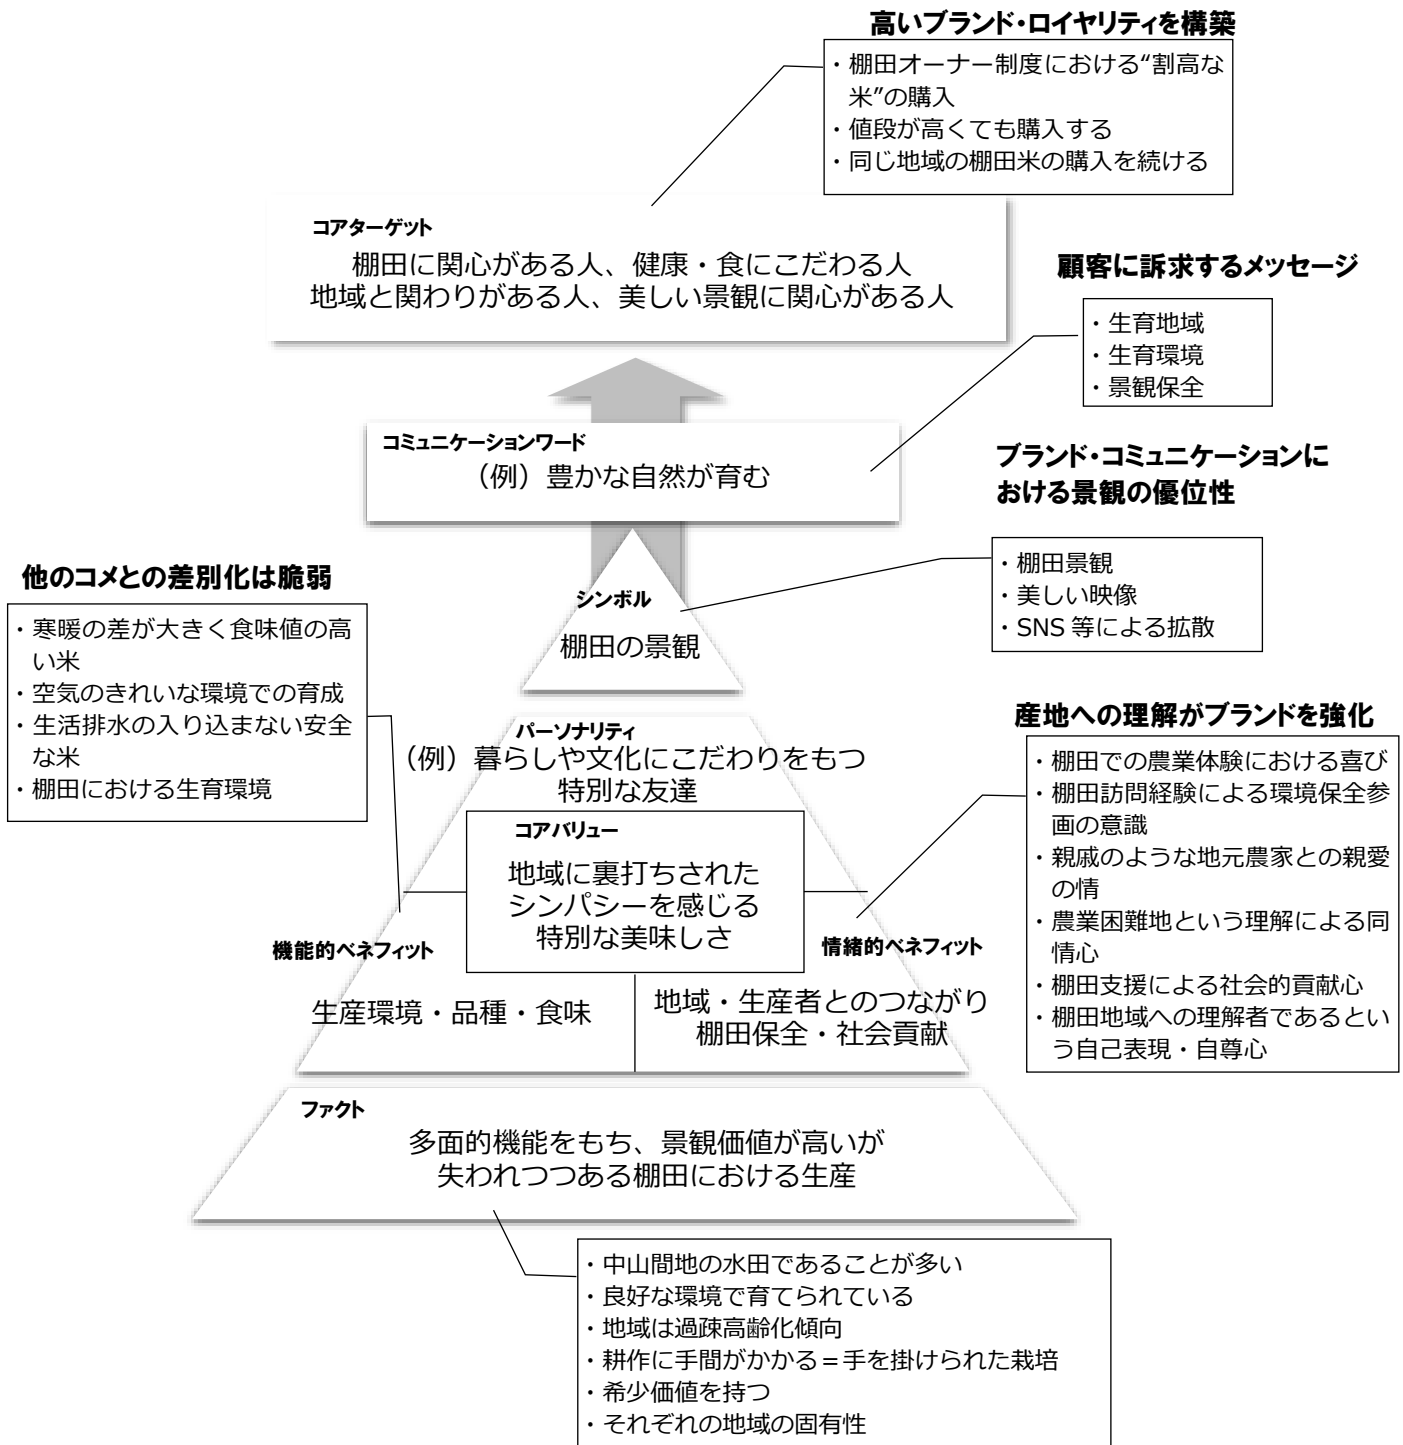 高いブランド・ロイヤリティを構築
・棚田オーナー制度における“割高な
米”の購入
・値段が高くても購入する
・同じ地域の棚田米の購入を続ける
コアターゲット
棚田に関心がある人、健康・食にこだわる人
地域と関わりがある人、美しい景観に関心がある人
顧客に訴求するメッセージ
・生育地域
・生育環境
・景観保全
コミュニケーションワード
（例）豊かな自然が育む
ブランド・コミュニケーションに
おける景観の優位性
・棚田景観
・美しい映像
・SNS 等による拡散
シンボル
棚田の景観
他のコメとの差別化は脆弱
・寒暖の差が大きく食味値の高
い米
・空気のきれいな環境での育成
・生活排水の入り込まない安全
な米
・棚田における生育環境
パーソナリティ
（例）暮らしや文化にこだわりをもつ
特別な友達
コアバリュー
地域に裏打ちされた
シンパシーを感じる
特別な美味しさ
機能的ベネフィット
生産環境・品種・食味
情緒的ベネフィット
地域・生産者とのつながり
棚田保全・社会貢献
産地への理解がブランドを強化
・棚田での農業体験における喜び
・棚田訪問経験による環境保全参
画の意識
・親戚のような地元農家との親愛
の情
・農業困難地という理解による同
情心
・棚田支援による社会的貢献心
・棚田地域への理解者であるとい
う自己表現・自尊心
ファクト
多面的機能をもち、景観価値が高いが
失われつつある棚田における生産
・中山間地の水田であることが多い
・良好な環境で育てられている
・地域は過疎高齢化傾向
・耕作に手間がかかる＝手を掛けられた栽培
・希少価値を持つ
・それぞれの地域の固有性